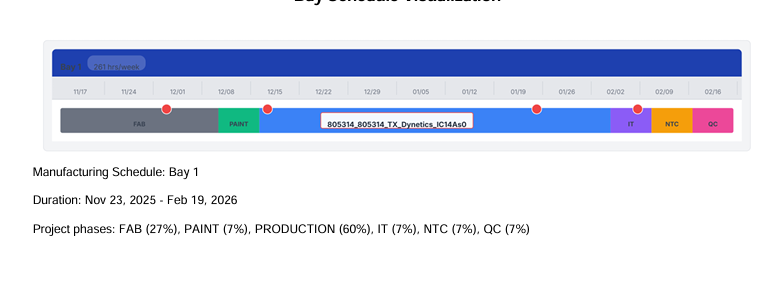 Bay Schedule Visualization
Bay 1 261 hrs/week
11/17 11/24 12/01 12/08 12/15 12/22 12/29 01/05 01/12 01/19 01/26 02/02 02/09 02/16
FAB PAINT 805314_805314_TX_Dynetics_IC14As0 IT NTC QC
Manufacturing Schedule: Bay 1
Duration: Nov 23, 2025 - Feb 19, 2026
Project phases: FAB (27%), PAINT (7%), PRODUCTION (60%), IT (7%), NTC (7%), QC (7%)